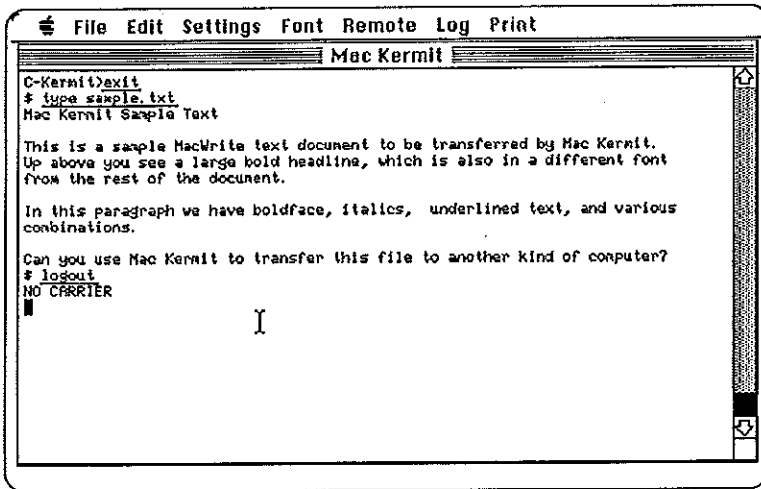 File Edit Settings Font Remote Log Print
Mac Kermit
C-Kermit>exit
$ type sample.txt
Mac Kermit Sample Text
This is a sample MacWrite text document to be transferred by Mac Kermit.
Up above you see a large bold headline, which is also in a different font
from the rest of the document.
In this paragraph we have boldface, italics, underlined text, and various
combinations.
Can you use Mac Kermit to transfer this file to another kind of computer?
$ logout
NO CARRIER